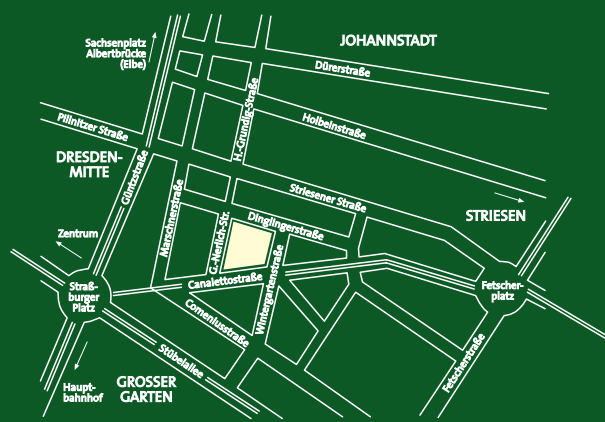 JOHANNSTADT
Sachsenplatz
Albertbrücke
(Elbe)
Dürerstraße
H.-Grundig-Straße
Pillnitzer Straße
Holbeinstraße
DRESDEN-
MITTE
Güntzstraße
Marschnerstraße
Striesener Straße
STRIESEN
G.-Nerlich-Str.
Dinglingerstraße
Zentrum
Canalettostraße
Wintergartenstraße
Straß-
burger
Platz
Fetscher-
platz
Comeniusstraße
Stübelallee
Fetscherstraße
Haupt-
bahnhof
GROSSER
GARTEN